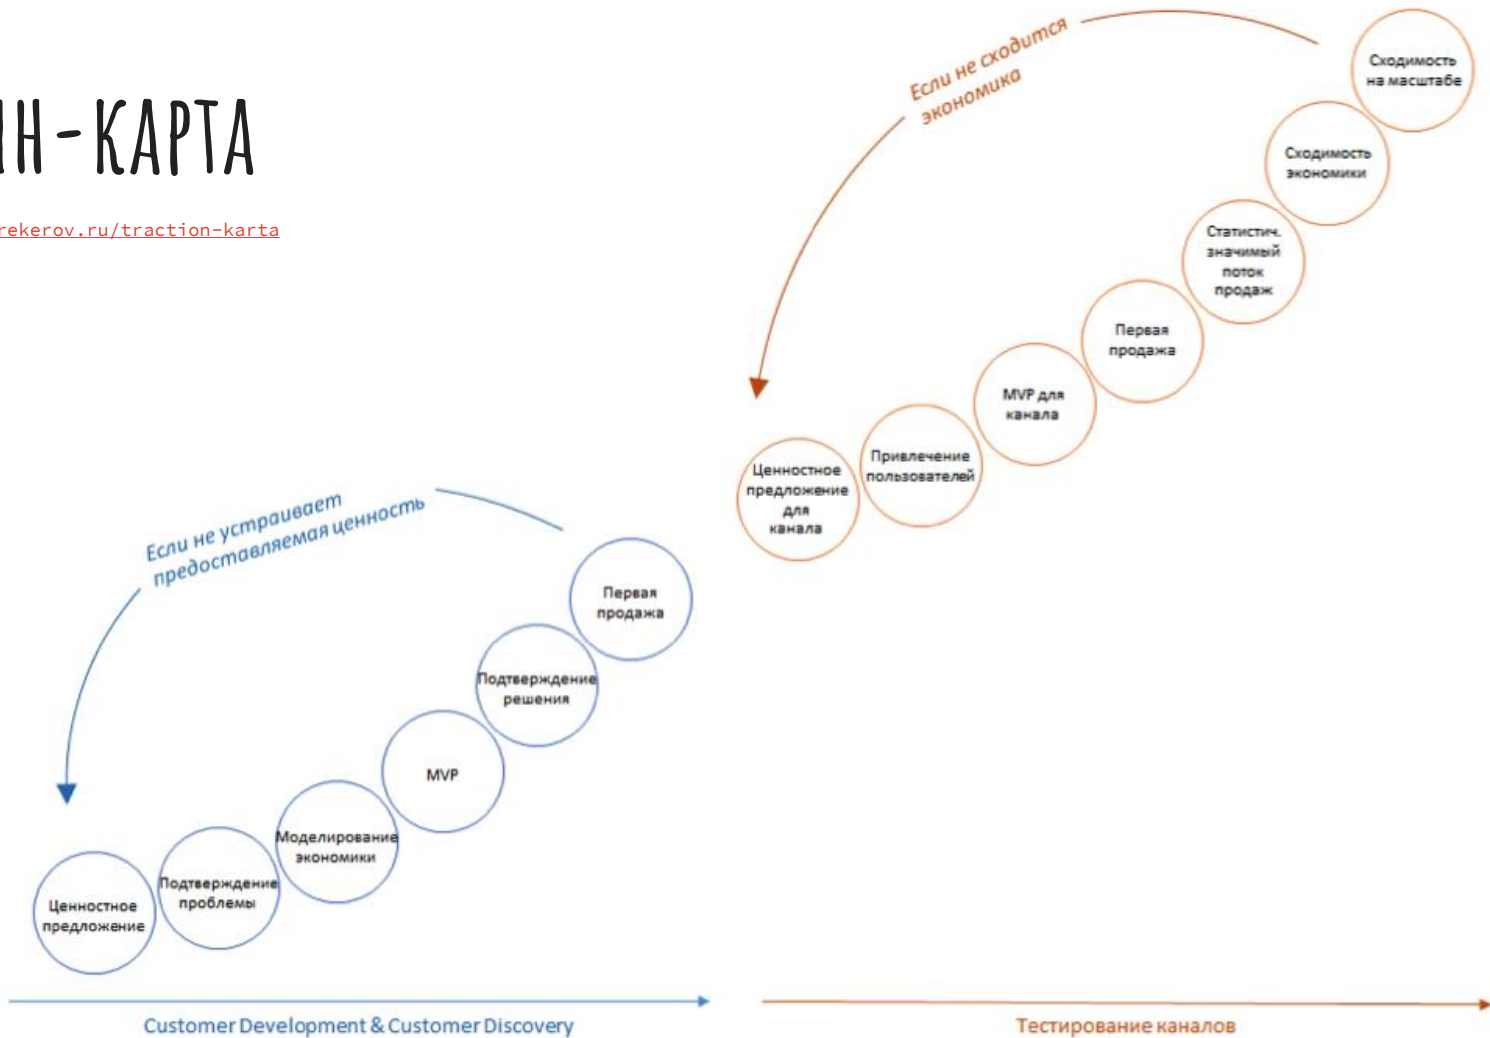 ИН-КАРТА
rekerov.ru/traction-karta
Если не сходится
экономика
Сходимость
на масштабе
Сходимость
экономики
Статистич.
значимый
поток
продаж
Первая
продажа
MVP для
канала
Привлечение
пользователей
Ценностное
предложение
для
канала
Если не устраивает
предоставляемая ценность
Первая
продажа
Подтверждение
решения
MVP
Моделирование
экономики
Подтверждение
проблемы
Ценностное
предложение
Customer Development & Customer Discovery
Тестирование каналов